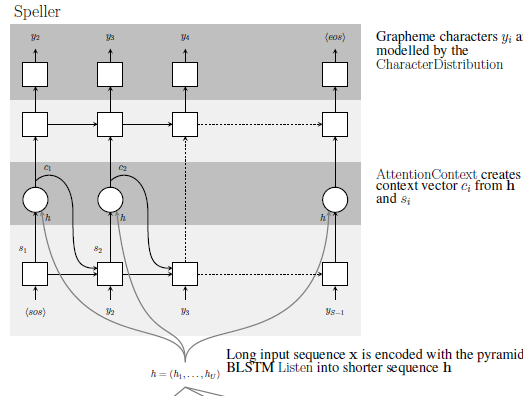 Speller
y₂ y₃ y₄ ⟨eos⟩
Grapheme characters yᵢ a
modelled by the
CharacterDistribution
c₁ c₂
AttentionContext creates
context vector cᵢ from h
and sᵢ
h h h
s₁ s₂
⟨sos⟩ y₂ y₃ y_{S−1}
Long input sequence x is encoded with the pyramid
BLSTM Listen into shorter sequence h
h = (h₁, . . . , h_U)